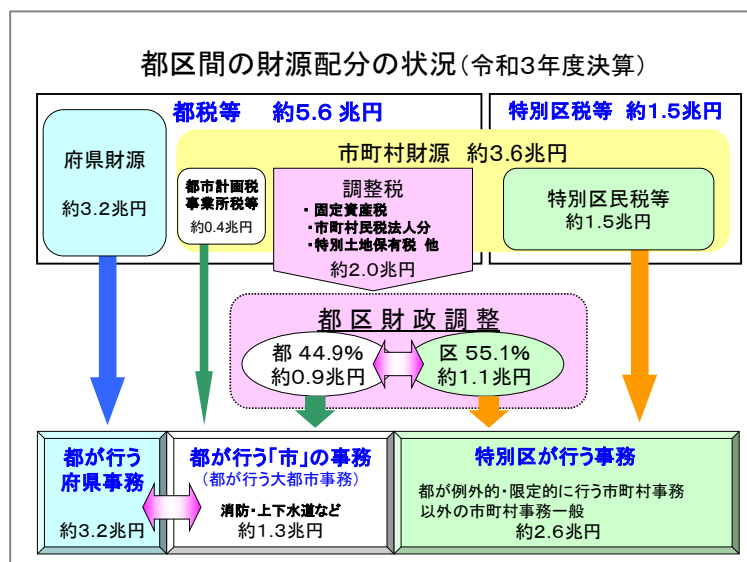 都区間の財源配分の状況(令和3年度決算)
都税等 約5.6 兆円
特別区税等 約1.5兆円
府県財源
約3.2兆円
市町村財源 約3.6兆円
都市計画税
事業所税等
約0.4兆円
調整税
・固定資産税
・市町村民税法人分
・特別土地保有税 他
約2.0兆円
特別区民税等
約1.5兆円
都区財政調整
都 44.9%
約0.9兆円
区 55.1%
約1.1兆円
都が行う
府県事務
約3.2兆円
都が行う「市」の事務
(都が行う大都市事務)
消防・上下水道など
約1.3兆円
特別区が行う事務
都が例外的・限定的に行う市町村事務
以外の市町村事務一般
約2.6兆円